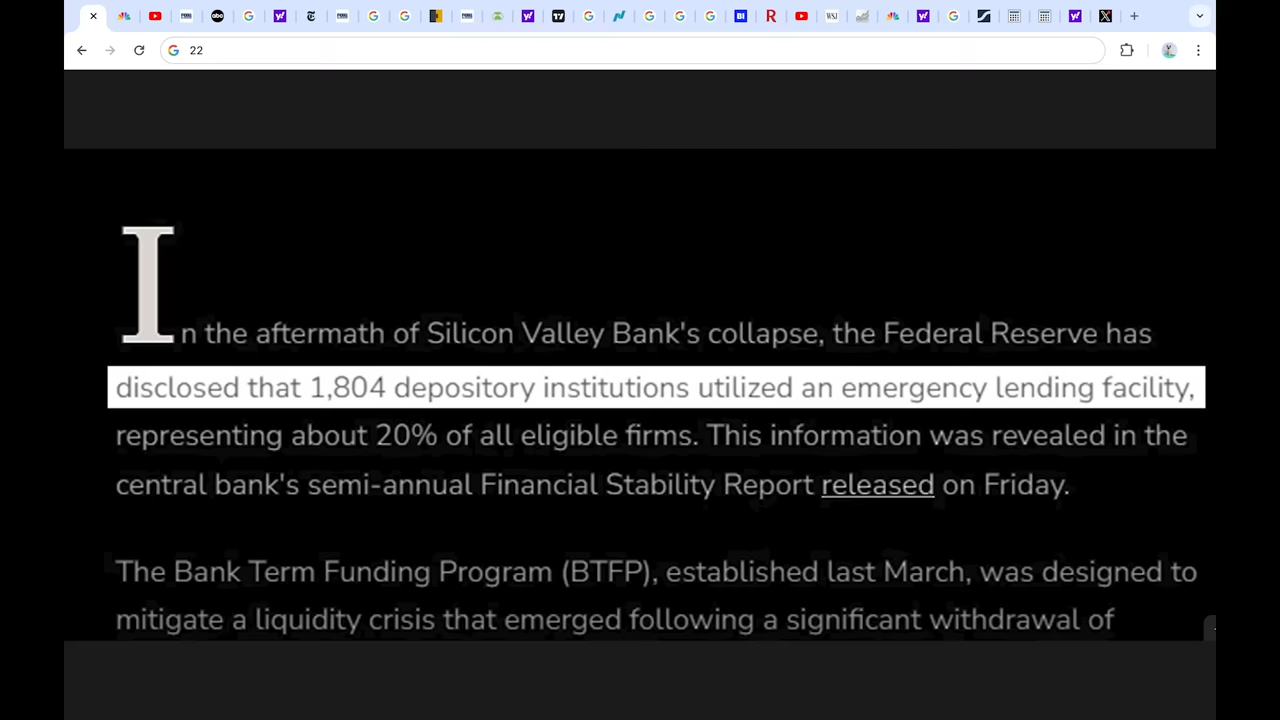 22
In the aftermath of Silicon Valley Bank's collapse, the Federal Reserve has
disclosed that 1,804 depository institutions utilized an emergency lending facility,
representing about 20% of all eligible firms. This information was revealed in the
central bank's semi-annual Financial Stability Report released on Friday.
The Bank Term Funding Program (BTFP), established last March, was designed to
mitigate a liquidity crisis that emerged following a significant withdrawal of